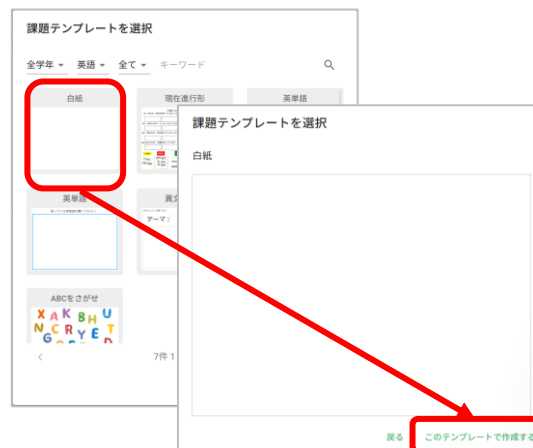 課題テンプレートを選択
全学年 英語 全て キーワード
白紙 現在進行形 英単語
英単語
テーマ：
ABCをさがせ
X A K B H U
N C R Y E T
G
< 7件 1
課題テンプレートを選択
白紙
戻る このテンプレートで作成する